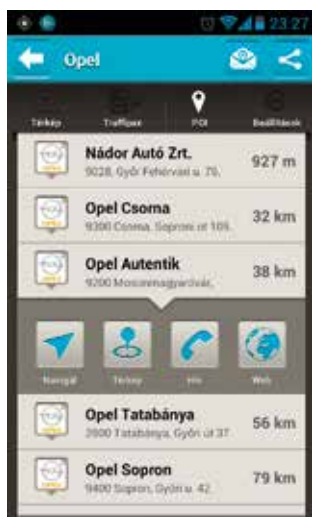 23:27
Opel
Térkép Traffipax POI Beállítások
Nádor Autó Zrt.
9028, Győr Fehérvári u. 75. 927 m
Opel Csorna
9300 Csorna, Soproni út 109. 32 km
Opel Autentik
9200 Mosonmagyaróvár, 38 km
Navigál Térkép Hív Web
Opel Tatabánya
2800 Tatabánya, Győri út 37. 56 km
Opel Sopron
9400 Sopron, Győri u. 42. 79 km